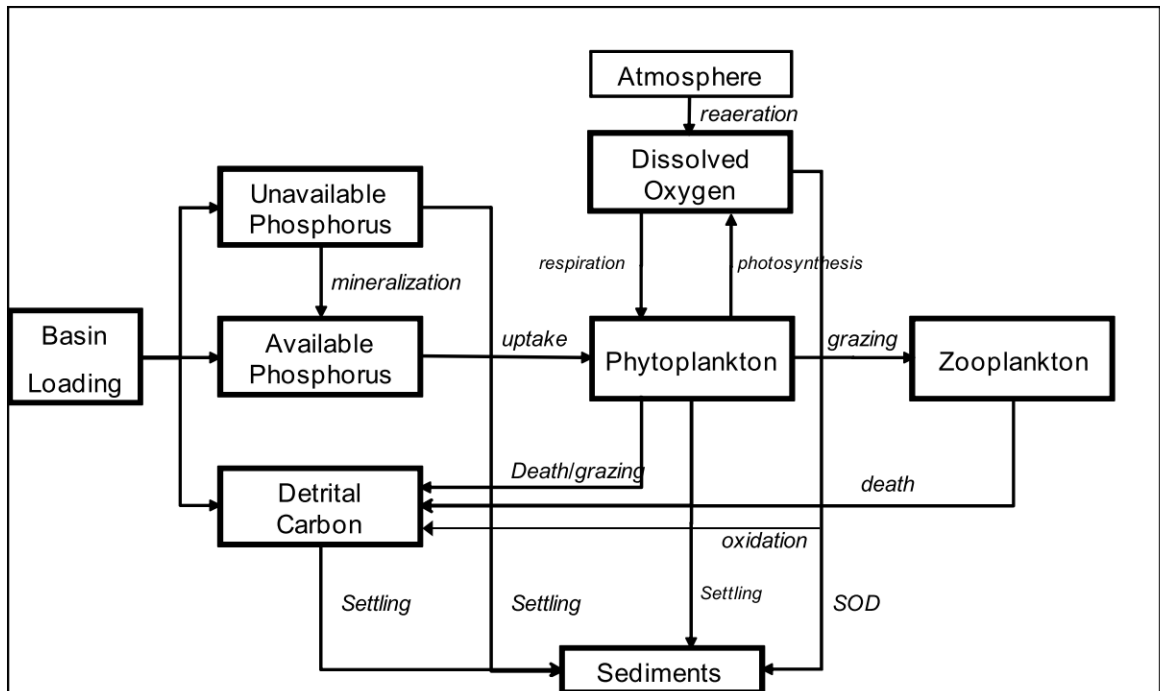 Atmosphere
reaeration
Dissolved
Oxygen
Unavailable
Phosphorus
respiration
photosynthesis
mineralization
Basin
Loading
Available
Phosphorus
uptake
Phytoplankton
grazing
Zooplankton
Death/grazing
Detrital
Carbon
death
oxidation
Settling
Settling
Settling
SOD
Sediments